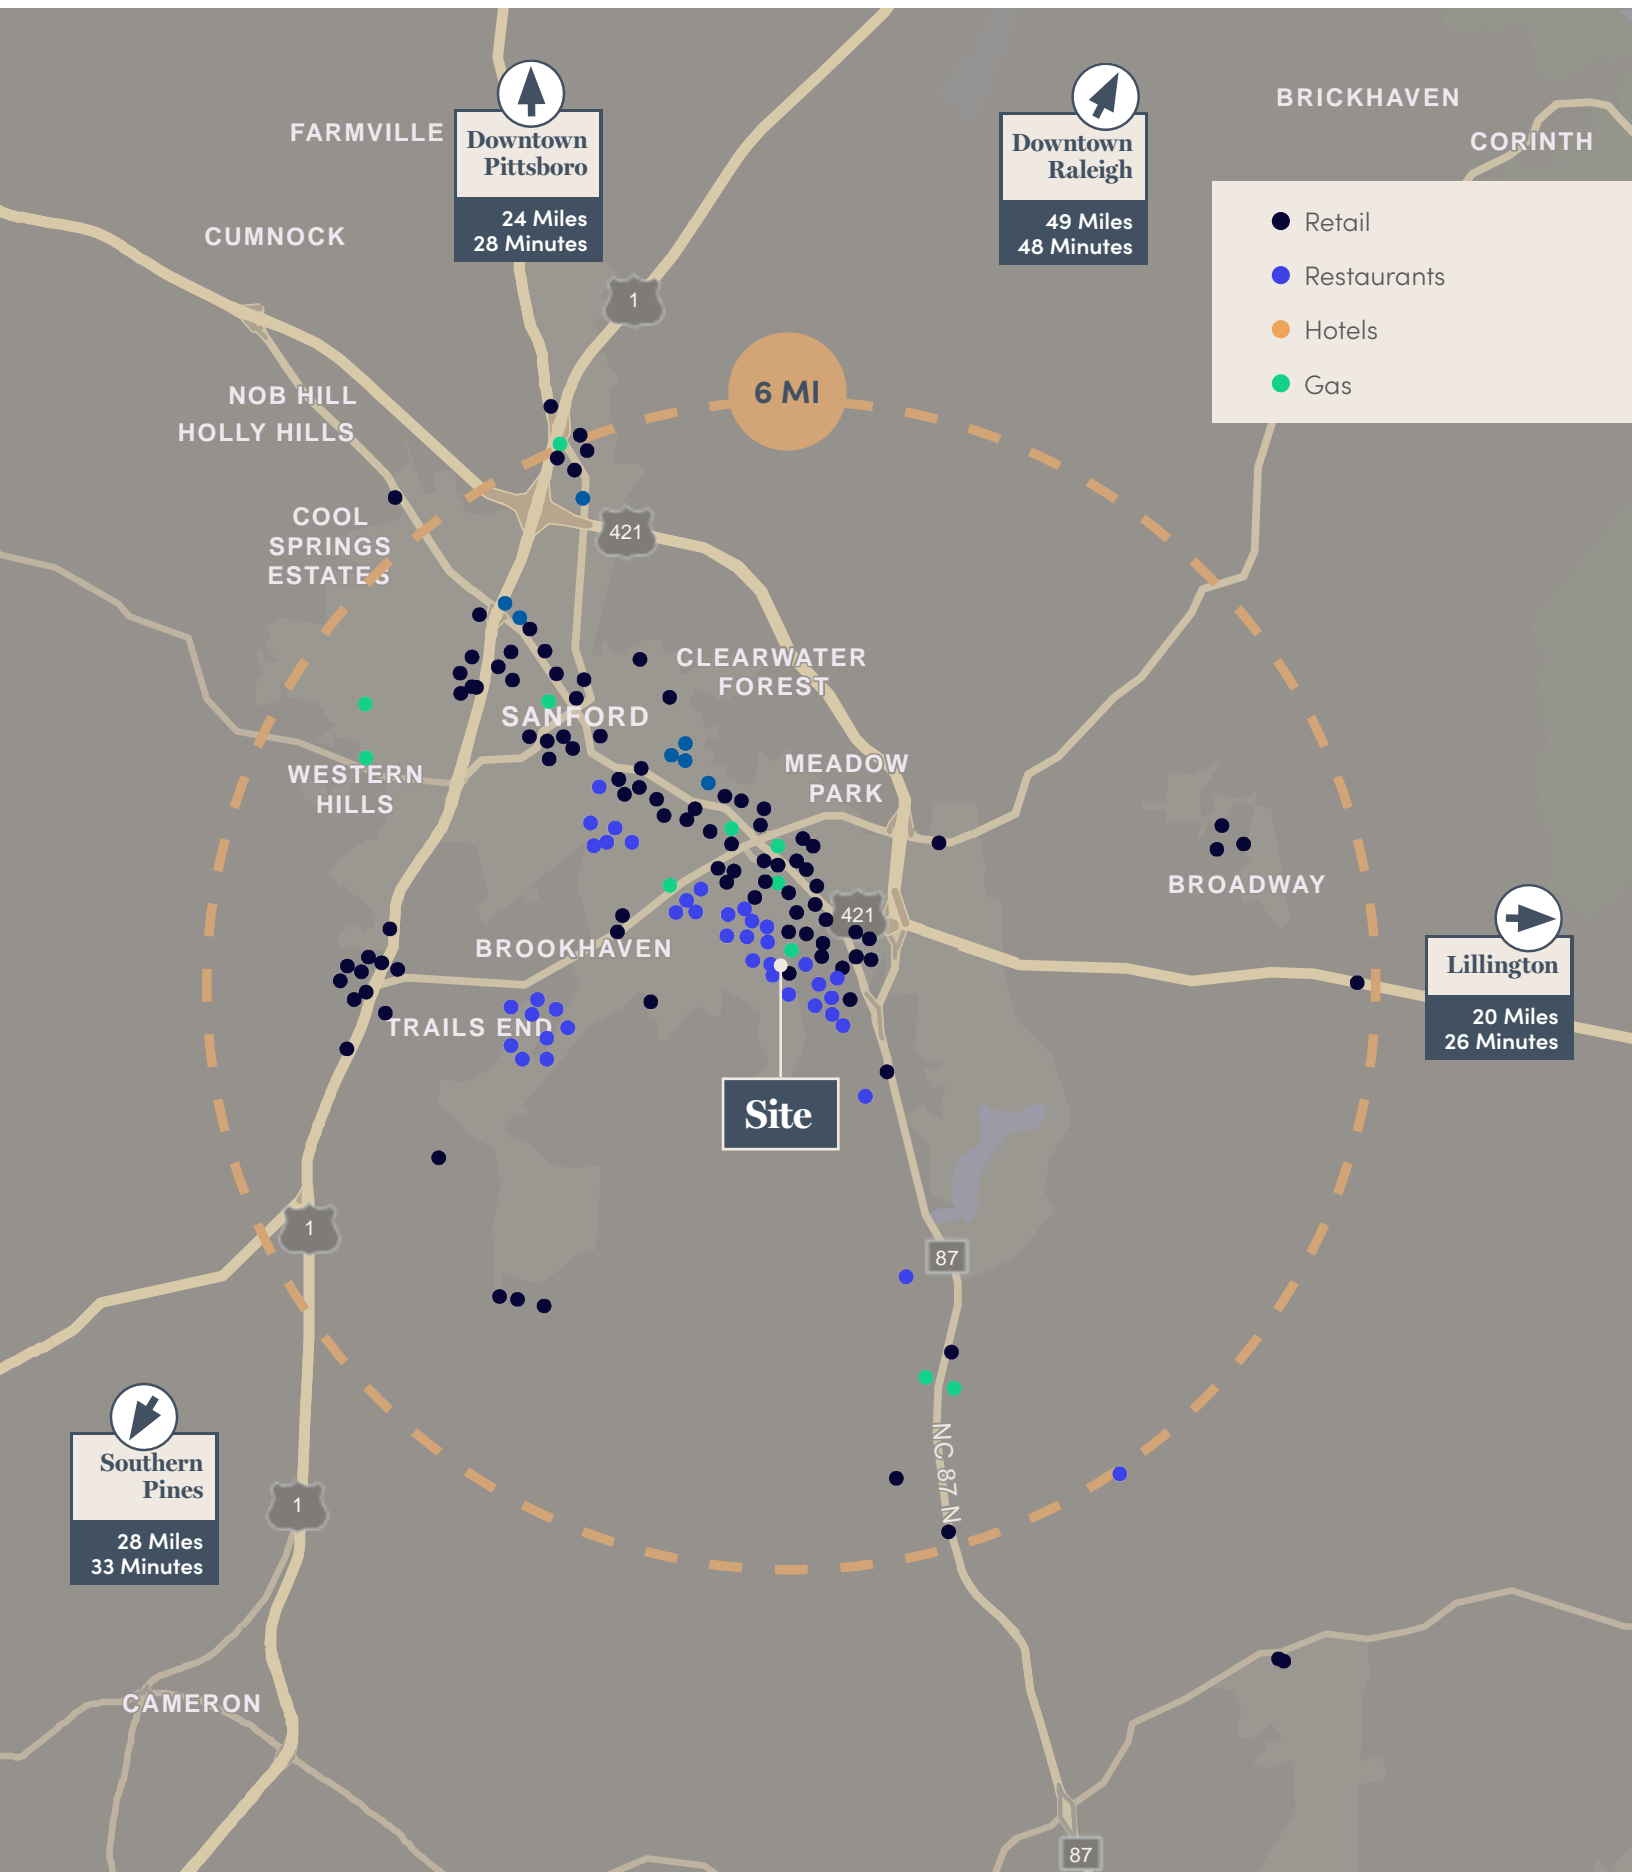 BRICKHAVEN
FARMVILLE
CORINTH
Downtown
Pittsboro
24 Miles
28 Minutes
Downtown
Raleigh
49 Miles
48 Minutes
Retail
Restaurants
Hotels
Gas
CUMNOCK
1
6 MI
NOB HILL
HOLLY HILLS
COOL
SPRINGS
ESTATES
421
CLEARWATER
FOREST
SANFORD
MEADOW
PARK
WESTERN
HILLS
BROADWAY
421
BROOKHAVEN
Lillington
20 Miles
26 Minutes
TRAILS END
Site
1
87
NC 87 N
Southern
Pines
28 Miles
33 Minutes
1
CAMERON
87